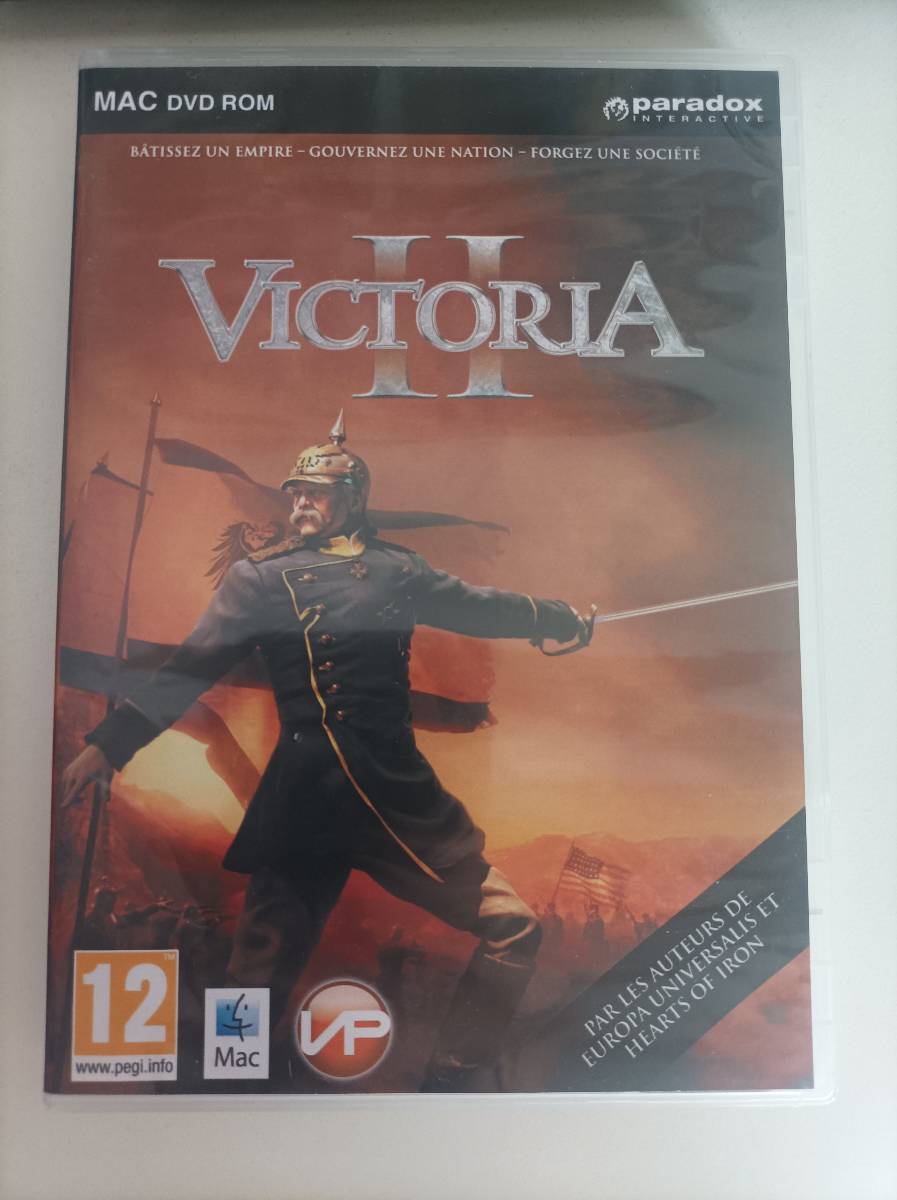 MAC DVD ROM
paradox
INTERACTIVE
BÂTISSEZ UN EMPIRE – GOUVERNEZ UNE NATION – FORGEZ UNE SOCIÉTÉ
VICTORIA
II
PAR LES AUTEURS DE
EUROPA UNIVERSALIS ET
HEARTS OF IRON
12
TM
www.pegi.info
Mac
VP